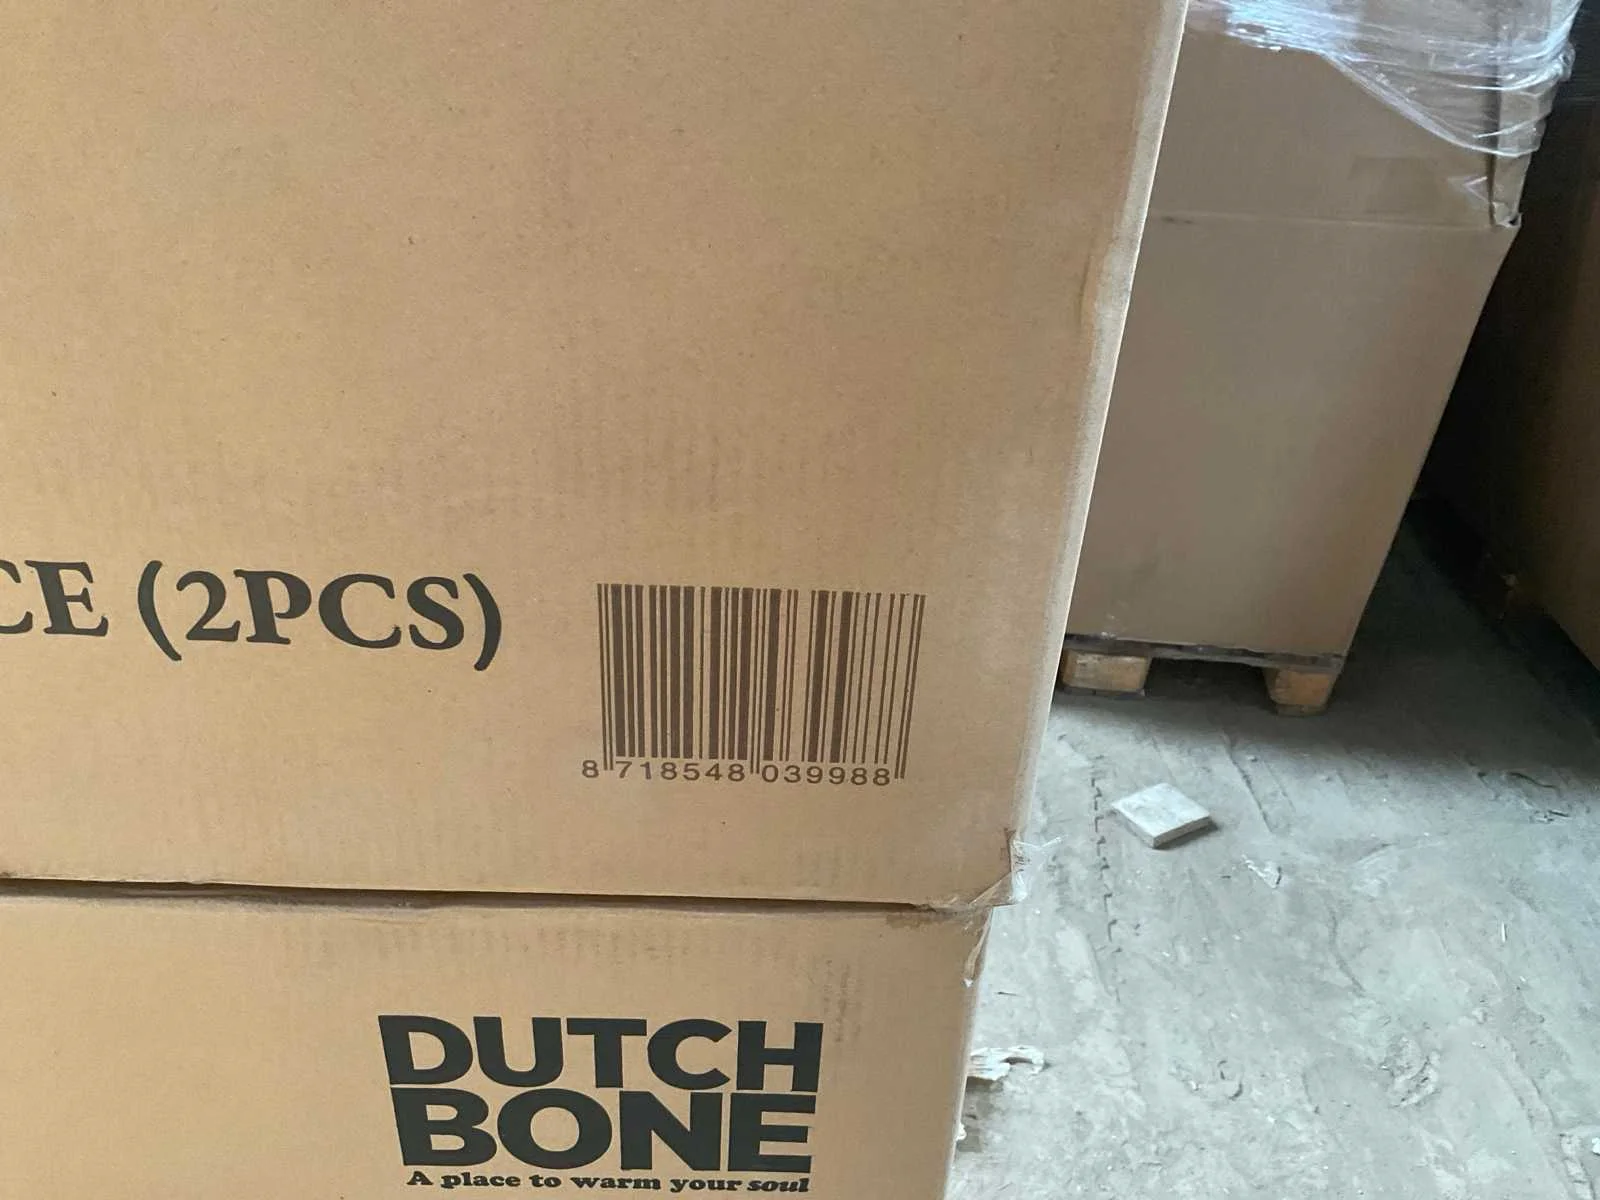 CE (2PCS)
8 718548 039988
DUTCH
BONE
A place to warm your soul